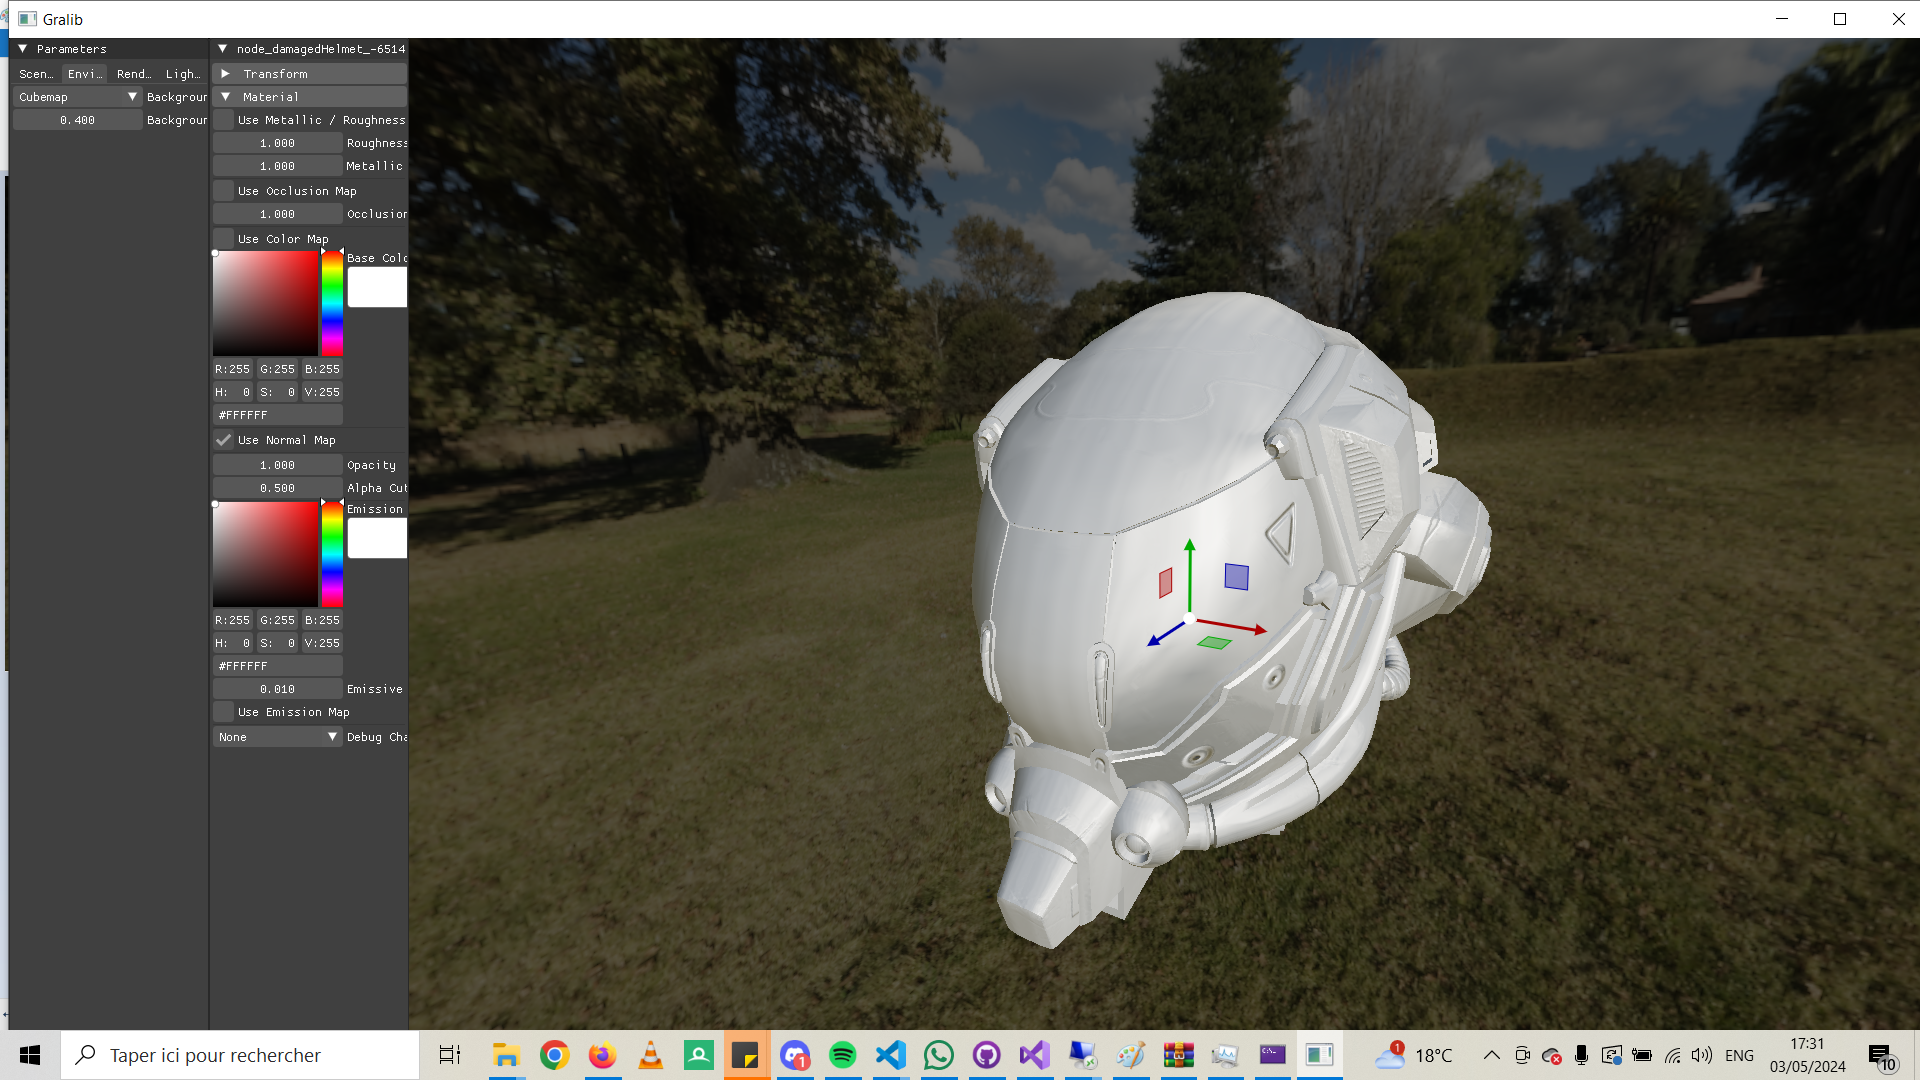 Gralib
Parameters
Scen.. Envi.. Rend.. Ligh..
Cubemap Backgrour
0.400 Backgrour
node_damagedHelmet_-6514
Transform
Material
Use Metallic / Roughness
1.000 Roughness
1.000 Metallic
Use Occlusion Map
1.000 Occlusion
Use Color Map
Base Colo
R:255 G:255 B:255
H: 0 S: 0 V:255
#FFFFFF
Use Normal Map
1.000 Opacity
0.500 Alpha Cut
Emission
R:255 G:255 B:255
H: 0 S: 0 V:255
#FFFFFF
0.010 Emissive
Use Emission Map
None Debug Cha
Taper ici pour rechercher
1
1
18°C
ENG
17:31
03/05/2024
10